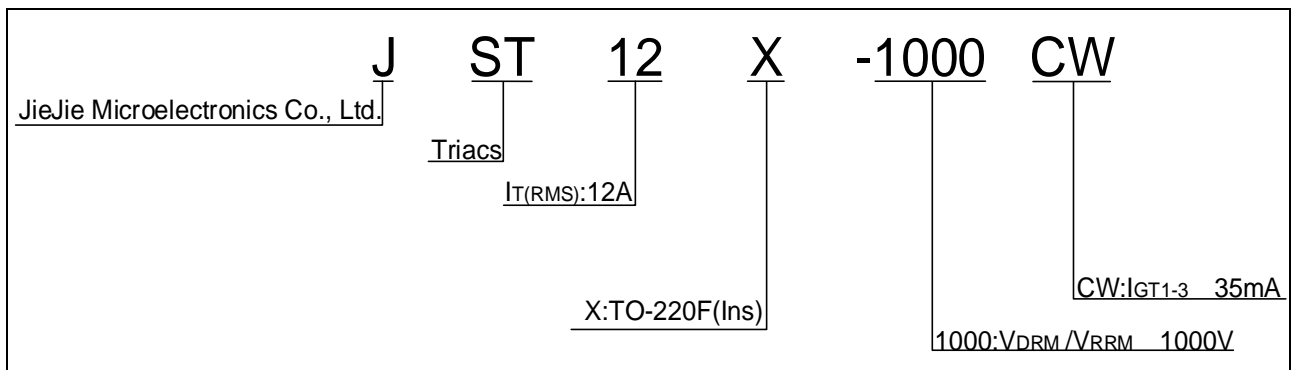 J ST 12 X -1000 CW
JieJie Microelectronics Co., Ltd.
Triacs
IT(RMS):12A
CW:IGT1-3 35mA
X:TO-220F(Ins)
1000:VDRM /VRRM 1000V